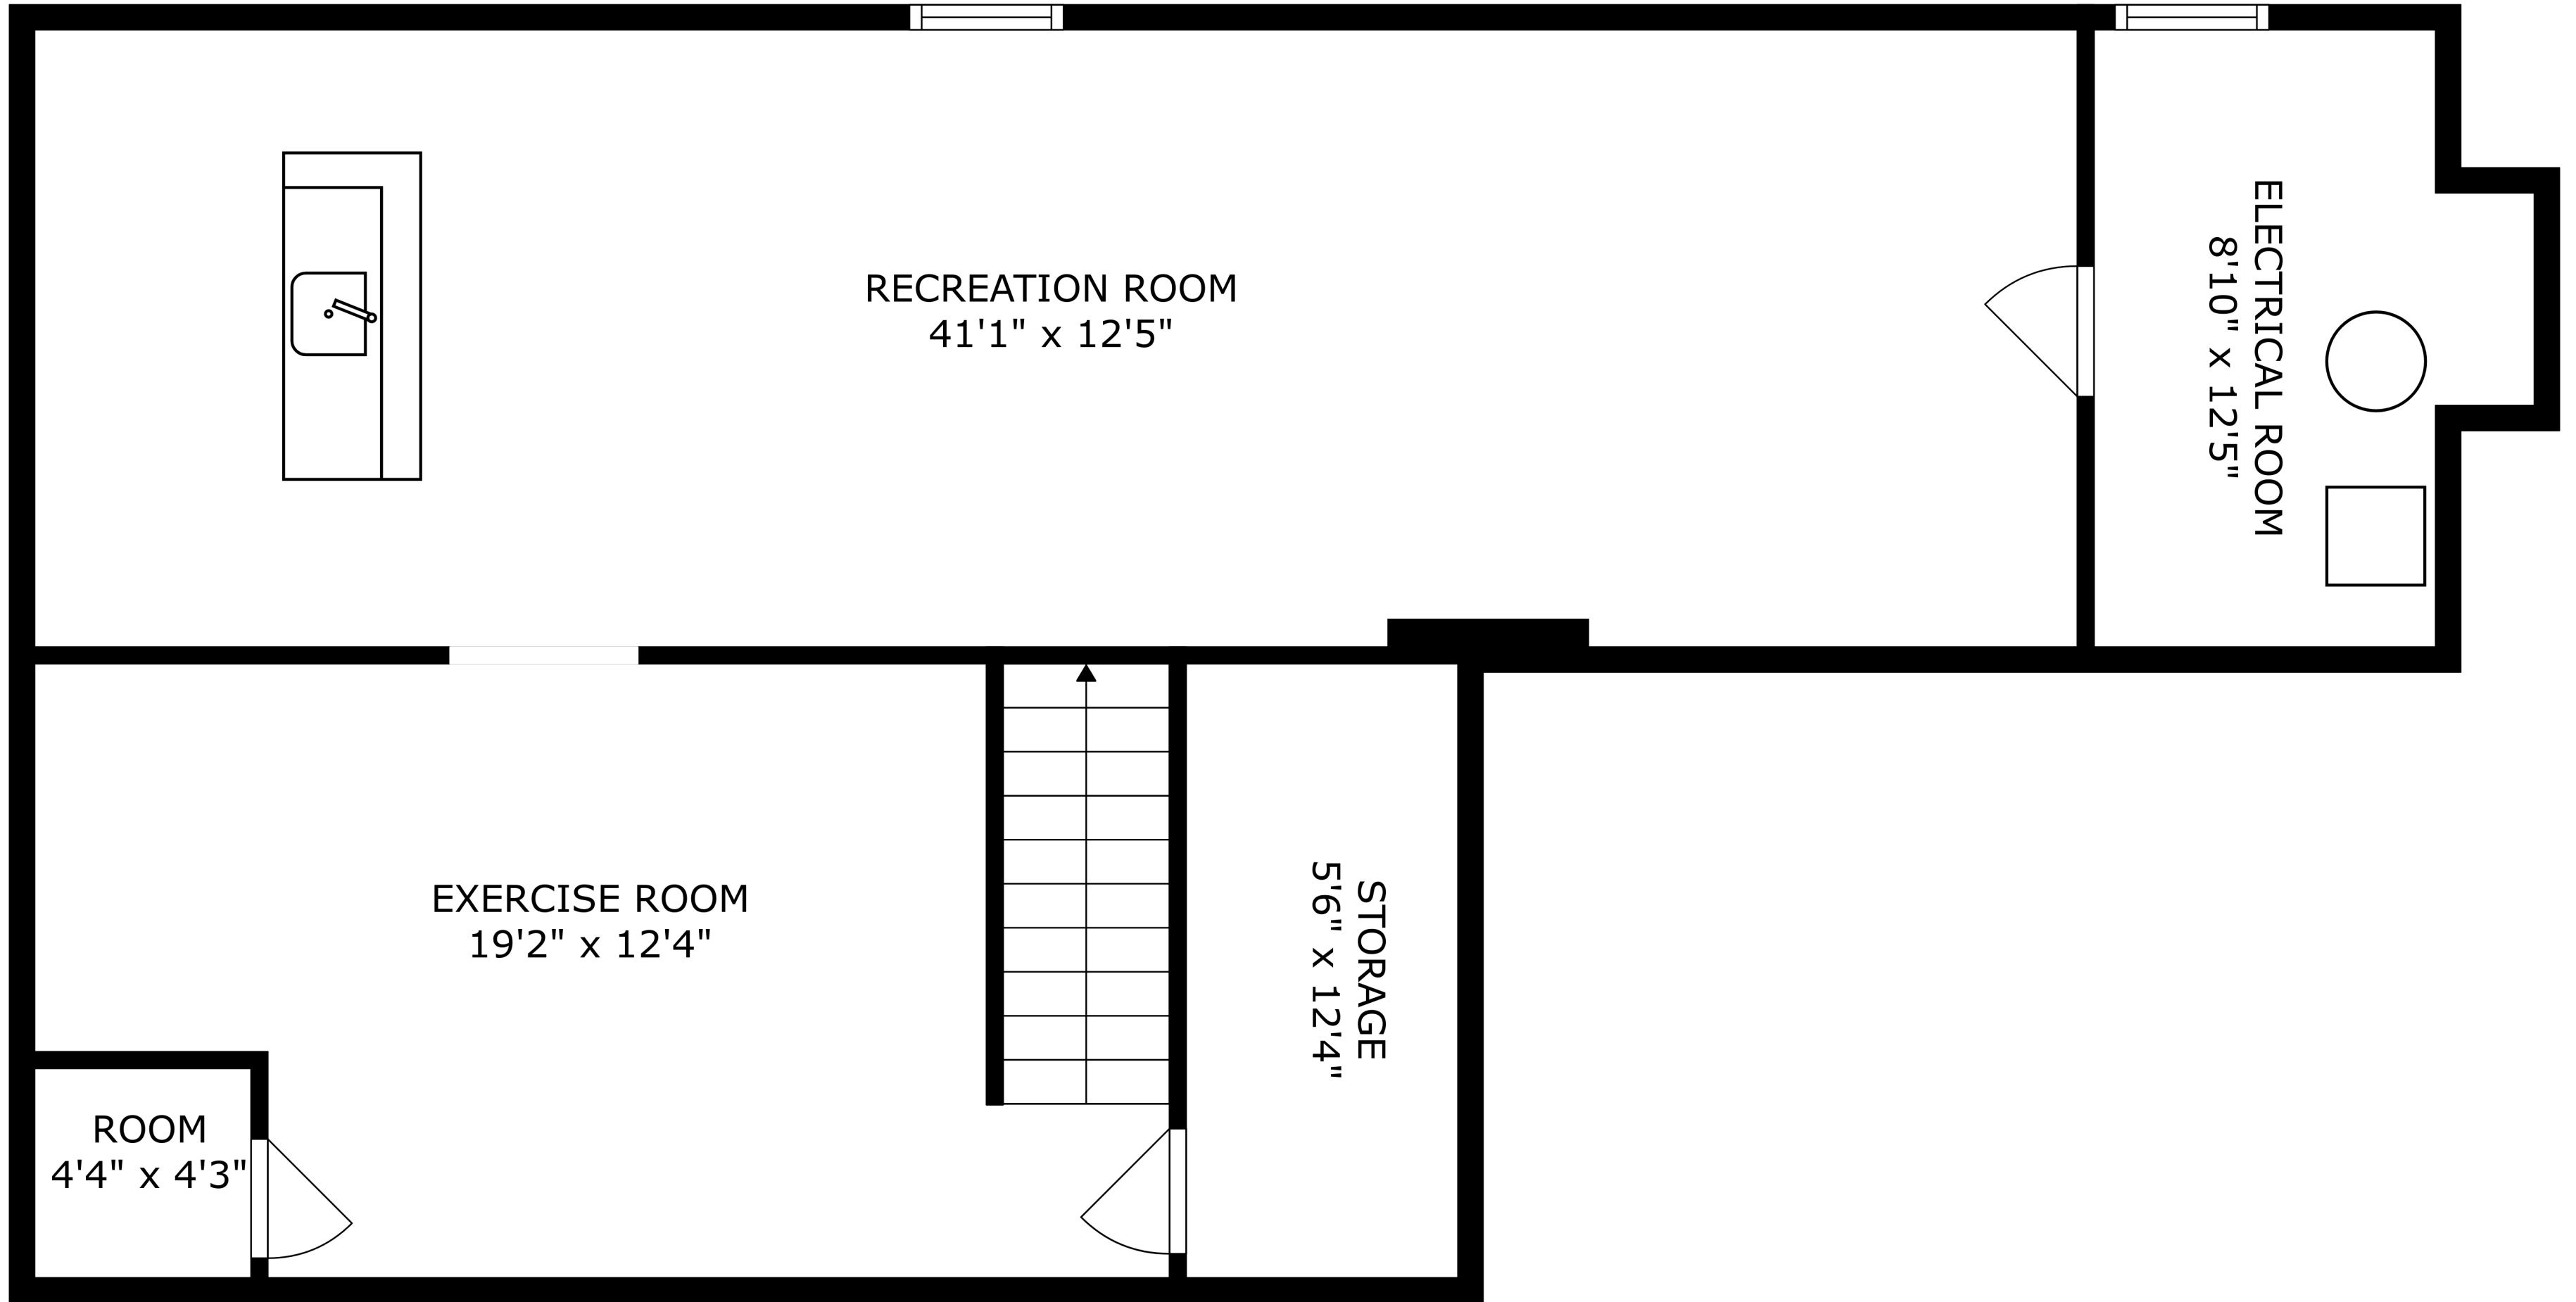 RECREATION ROOM
41'1" x 12'5"
ELECTRICAL ROOM
8'10" x 12'5"
EXERCISE ROOM
19'2" x 12'4"
STORAGE
5'6" x 12'4"
ROOM
4'4" x 4'3"